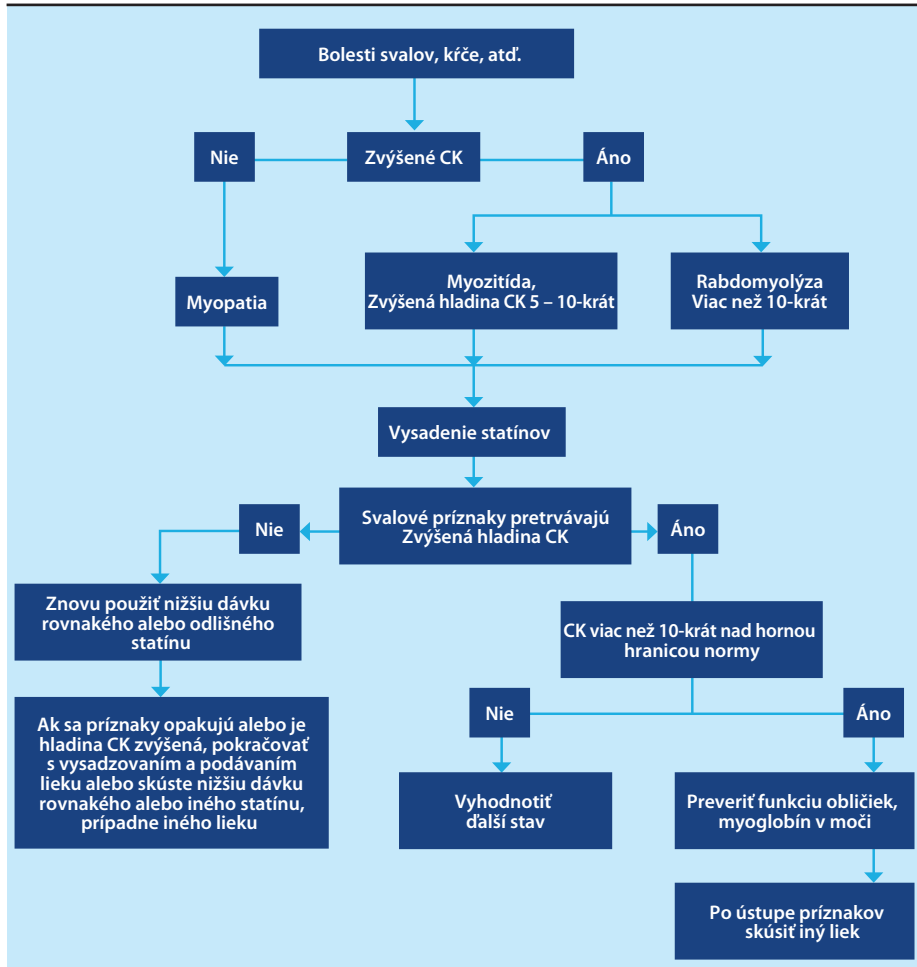 Bolesti svalov, kŕče, atď.
Nie
Zvýšené CK
Áno
Myopatia
Myozitída,
Zvýšená hladina CK 5 – 10-krát
Rabdomyolýza
Viac než 10-krát
Vysadenie statínov
Nie
Svalové príznaky pretrvávajú
Zvýšená hladina CK
Áno
Znovu použiť nižšiu dávku
rovnakého alebo odlišného
statínu
CK viac než 10-krát nad hornou
hranicou normy
Ak sa príznaky opakujú alebo je
hladina CK zvýšená, pokračovať
s vysadzovaním a podávaním
lieku alebo skúste nižšiu dávku
rovnakého alebo iného statínu,
prípadne iného lieku
Nie
Áno
Vyhodnotiť
ďalší stav
Preveriť funkciu obličiek,
myoglobín v moči
Po ústupe príznakov
skúsiť iný liek